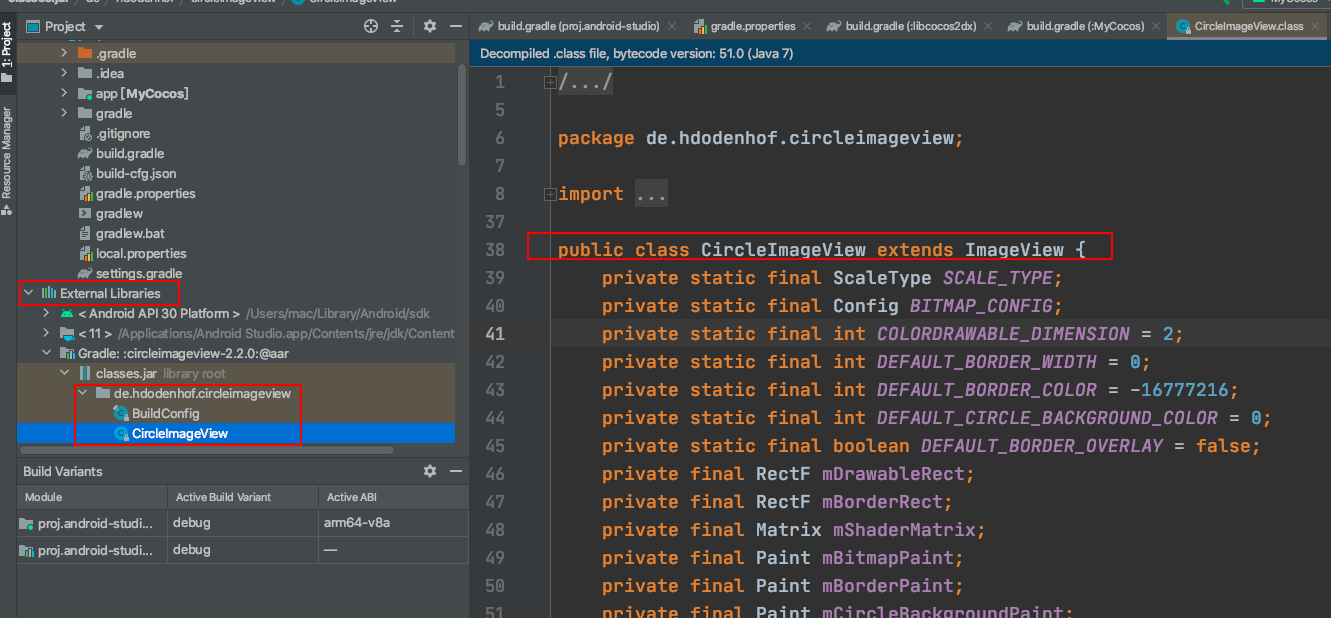 1: Project
Resource Manager
Project
.gradle
.idea
app [MyCocos]
gradle
.gitignore
build.gradle
build-cfg.json
gradle.properties
gradlew
gradlew.bat
local.properties
settings.gradle
External Libraries
< Android API 30 Platform > /Users/mac/Library/Android/sdk
< 11 > /Applications/Android Studio.app/Contents/jre/jdk/Content
Gradle: :circleimageview-2.2.0:@aar
classes.jar library root
de.hdodenhof.circleimageview
BuildConfig
CircleImageView
Build Variants
Module Active Build Variant Active ABI
proj.android-studi... debug arm64-v8a
proj.android-studi... debug —
build.gradle (proj.android-studio) gradle.properties build.gradle (:libcocos2dx) build.gradle (:MyCocos) CircleImageView.class
Decompiled .class file, bytecode version: 51.0 (Java 7)
1 /.../
5
6 package de.hdodenhof.circleimageview;
7
8 import ...
37
38 public class CircleImageView extends ImageView {
39 private static final ScaleType SCALE_TYPE;
40 private static final Config BITMAP_CONFIG;
41 private static final int COLORDRAWABLE_DIMENSION = 2;
42 private static final int DEFAULT_BORDER_WIDTH = 0;
43 private static final int DEFAULT_BORDER_COLOR = -16777216;
44 private static final int DEFAULT_CIRCLE_BACKGROUND_COLOR = 0;
45 private static final boolean DEFAULT_BORDER_OVERLAY = false;
46 private final RectF mDrawableRect;
47 private final RectF mBorderRect;
48 private final Matrix mShaderMatrix;
49 private final Paint mBitmapPaint;
50 private final Paint mBorderPaint;
51 private final Paint mCircleBackgroundPaint;